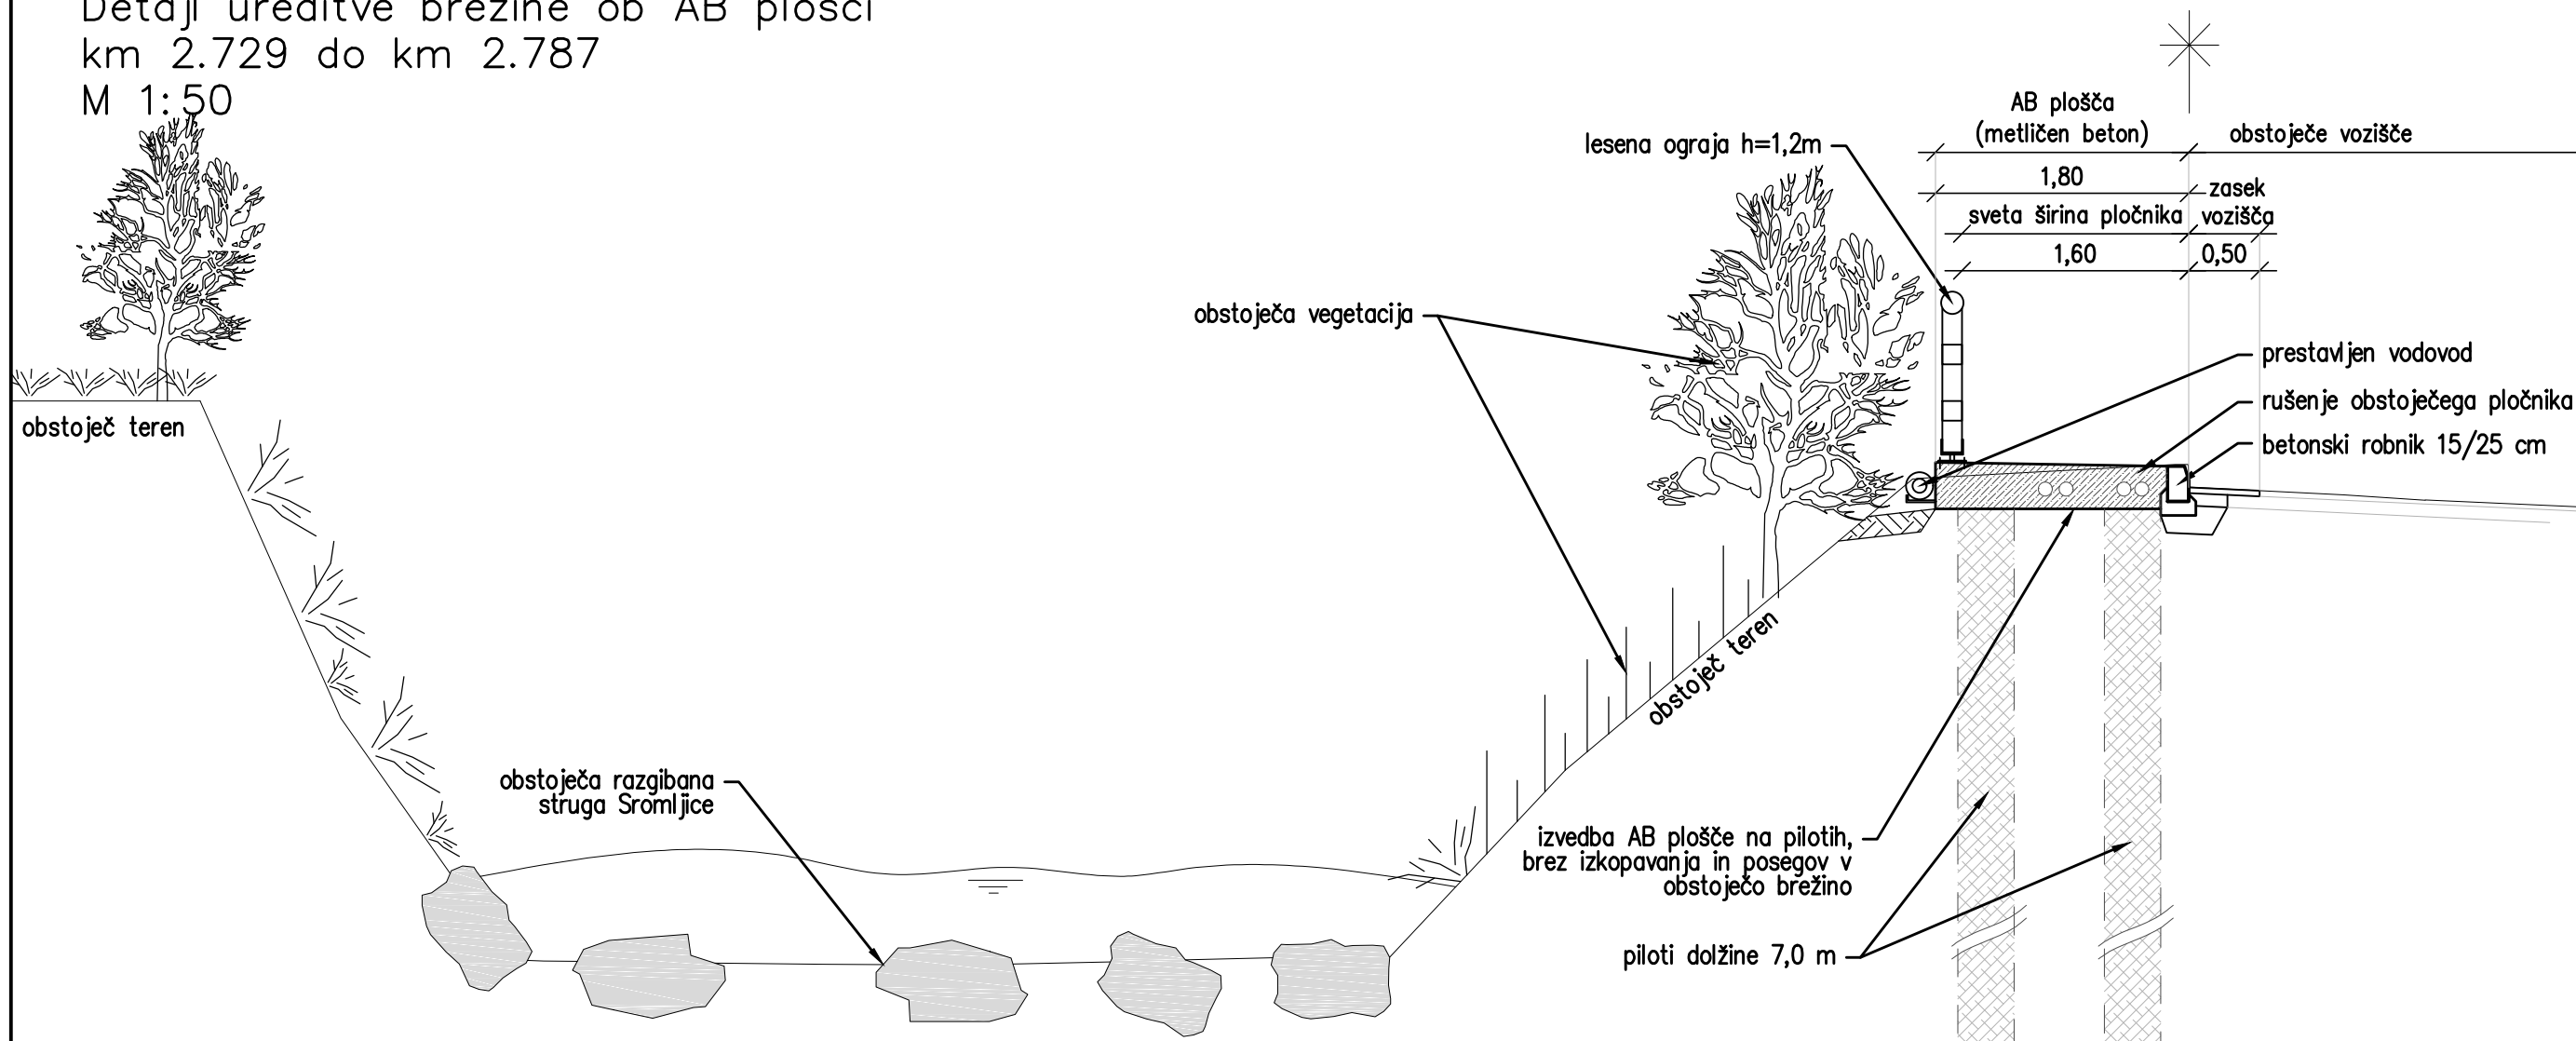 Detajl ureditve brežine ob AB plošči
km 2.729 do km 2.787
M 1:50
AB plošča
(metličen beton)
obstoječe vozišče
lesena ograja h=1,2m
1,80
zasek
vozišča
sveta širina pločnika
1,60
0,50
obstoječa vegetacija
prestavljen vodovod
rušenje obstoječega pločnika
betonski robnik 15/25 cm
obstoječ teren
obstoječ teren
obstoječa razgibana
struga Sromljice
izvedba AB plošče na pilotih,
brez izkopavanja in posegov v
obstoječo brežino
piloti dolžine 7,0 m